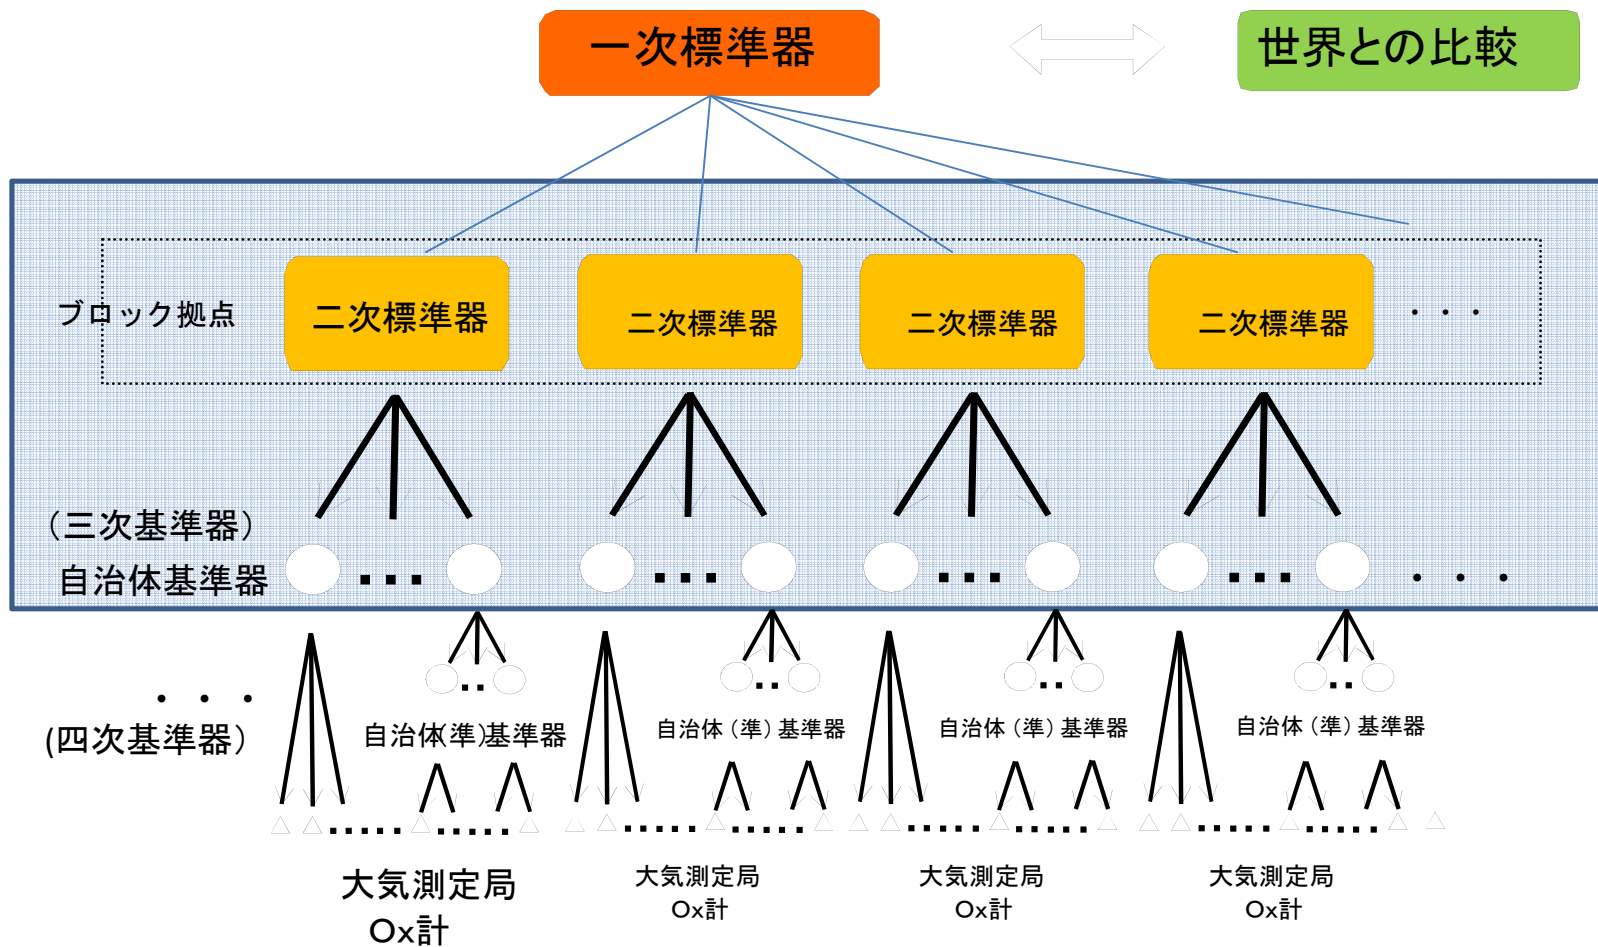 一次標準器
世界との比較
ブロック拠点
二次標準器
二次標準器
二次標準器
二次標準器
・・・
（三次基準器）
自治体基準器
・・・
・・・
(四次基準器）
自治体(準)基準器
自治体（準）基準器
自治体（準）基準器
自治体（準）基準器
大気測定局
Ox計
大気測定局
Ox計
大気測定局
Ox計
大気測定局
Ox計